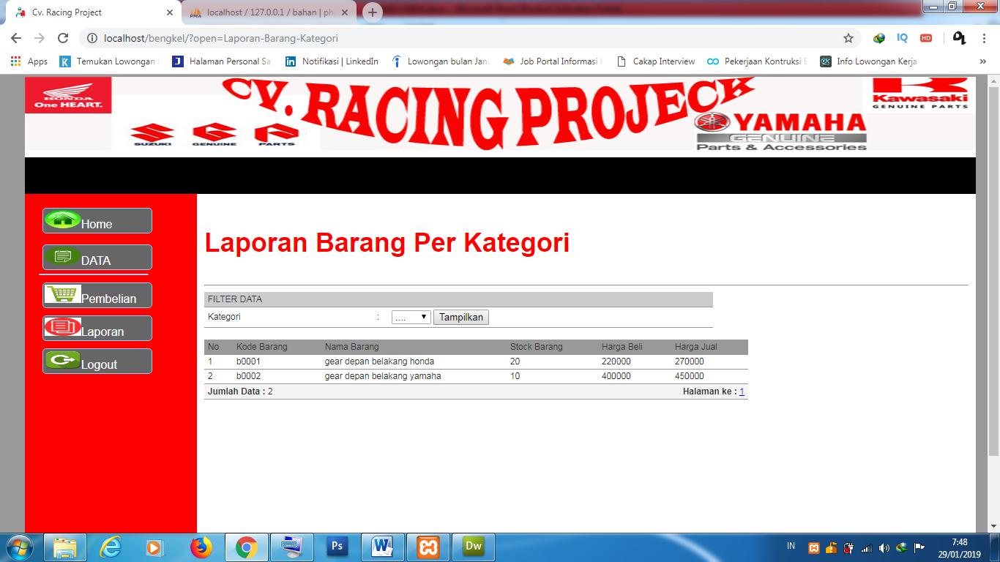 Cv. Racing Project
localhost / 127.0.0.1 / bahan | ph
localhost/bengkel/?open=Laporan-Barang-Kategori
IQ HD
Apps Temukan Lowongan Halaman Personal Sa Notifikasi | LinkedIn Lowongan bulan Janu Job Portal Informasi Cakap Interview Pekerjaan Kontruksi Info Lowongan Kerja »
HONDA
One HEART.
SUZUKI GENUINE PARTS
CV. RACING PROJECK
YAMAHA
GENUINE
Parts & Accessories
Kawasaki
GENUINE PARTS
Home
DATA
Pembelian
Laporan
Logout
Laporan Barang Per Kategori
FILTER DATA
Kategori : .... Tampilkan
No Kode Barang Nama Barang Stock Barang Harga Beli Harga Jual
1 b0001 gear depan belakang honda 20 220000 270000
2 b0002 gear depan belakang yamaha 10 400000 450000
Jumlah Data : 2 Halaman ke : 1
Ps W Dw
IN
7:48
29/01/2019